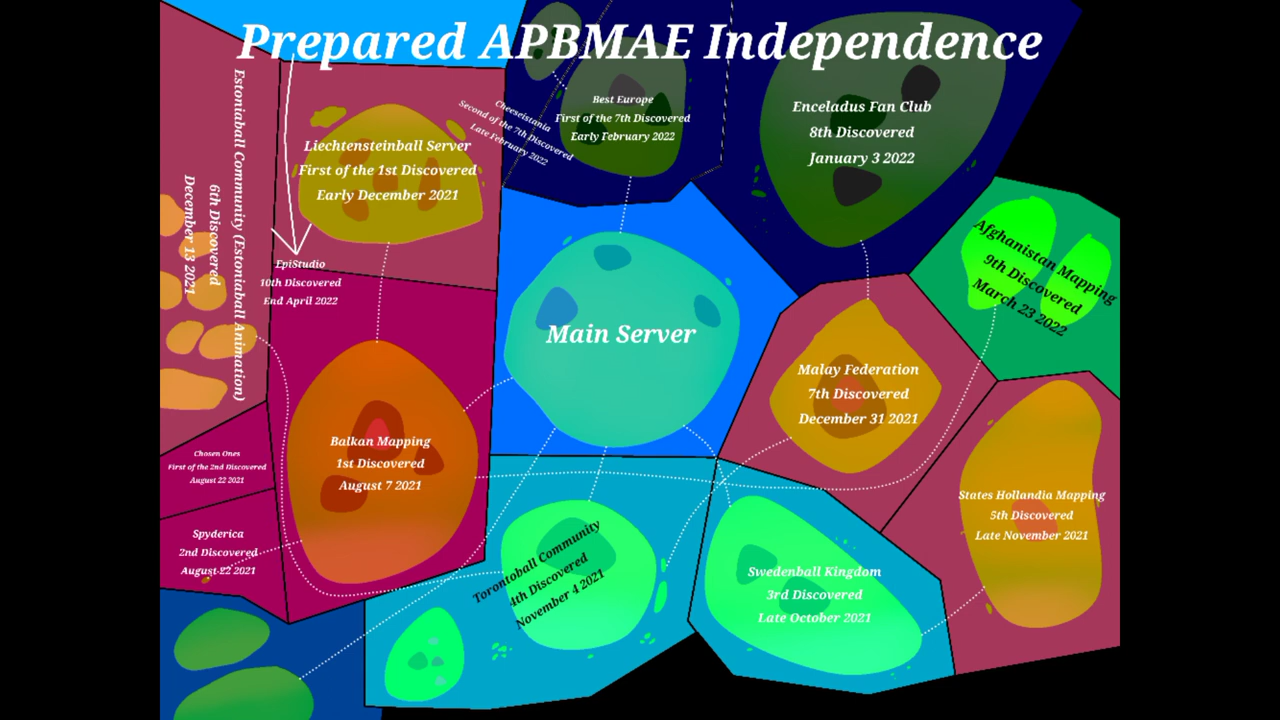 Prepared APBMAE Independence
Estoniaball Community (Estoniaball Animation)
6th Discovered
December 13 2021
Liechtensteinball Server
First of the 1st Discovered
Early December 2021
Cheeseistania
Second of the 7th Discovered
Late February 2022
Best Europe
First of the 7th Discovered
Early February 2022
Enceladus Fan Club
8th Discovered
January 3 2022
Afghanistan Mapping
9th Discovered
March 23 2022
EpiStudio
10th Discovered
End April 2022
Main Server
Malay Federation
7th Discovered
December 31 2021
Balkan Mapping
1st Discovered
August 7 2021
Chosen Ones
First of the 2nd Discovered
August 22 2021
Spyderica
2nd Discovered
August 22 2021
Torontoball Community
4th Discovered
November 4 2021
Swedenball Kingdom
3rd Discovered
Late October 2021
States Hollandia Mapping
5th Discovered
Late November 2021